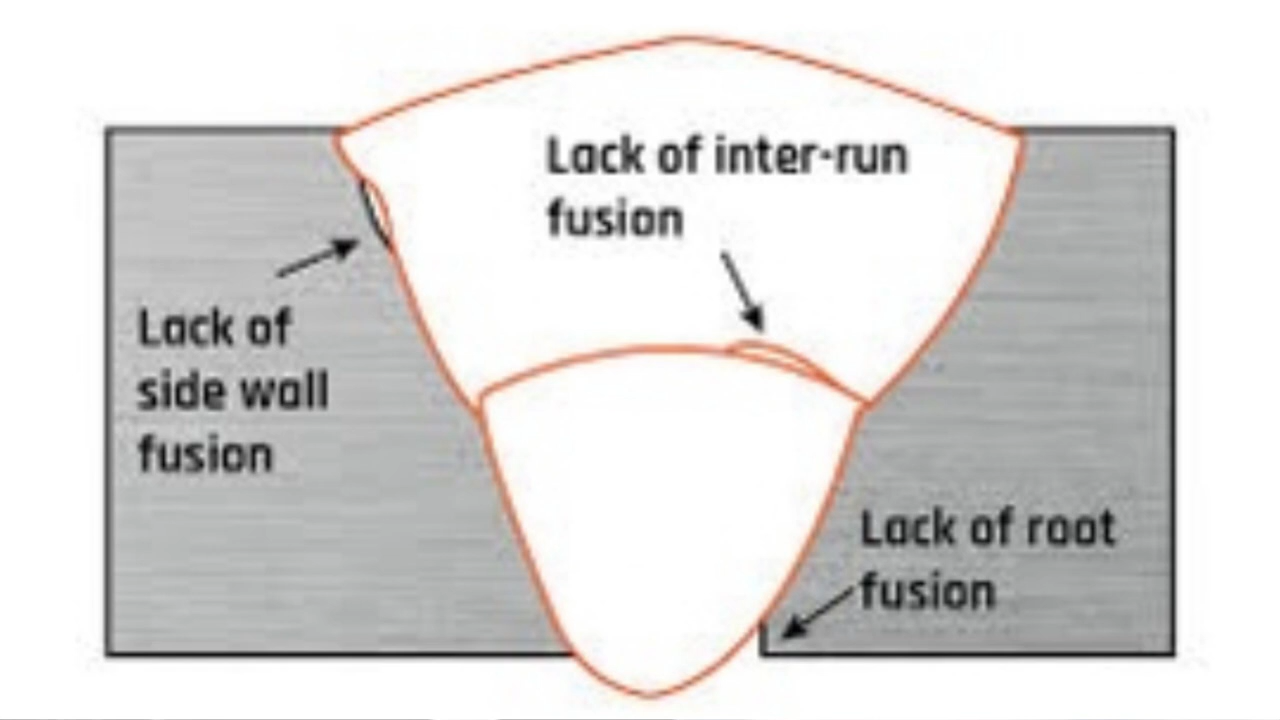 Lack of inter-run
fusion
Lack of
side wall
fusion
Lack of root
fusion